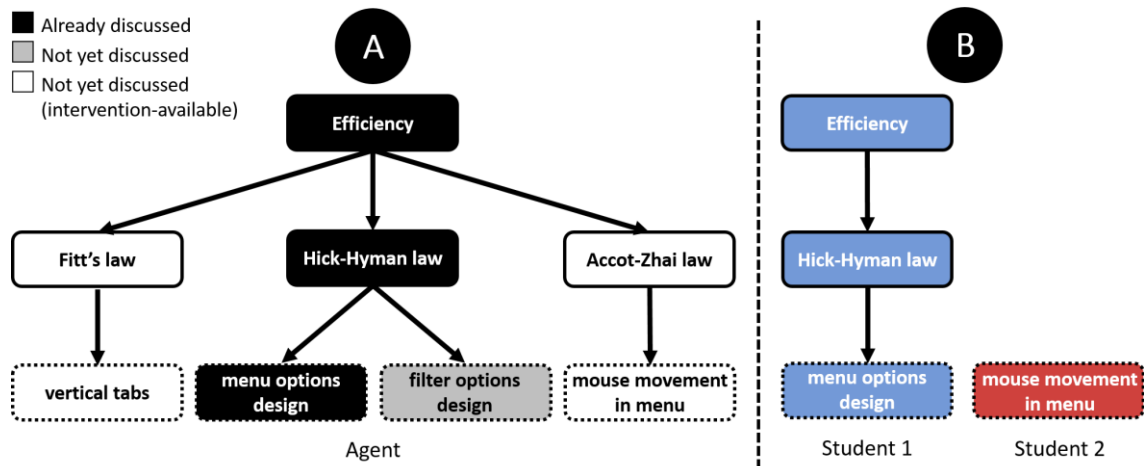 Already discussed
Not yet discussed
Not yet discussed
(intervention-available)
A
Efficiency
Fitt's law
Hick-Hyman law
Accot-Zhai law
vertical tabs
menu options
design
filter options
design
mouse movement
in menu
Agent
B
Efficiency
Hick-Hyman law
menu options
design
mouse movement
in menu
Student 1
Student 2